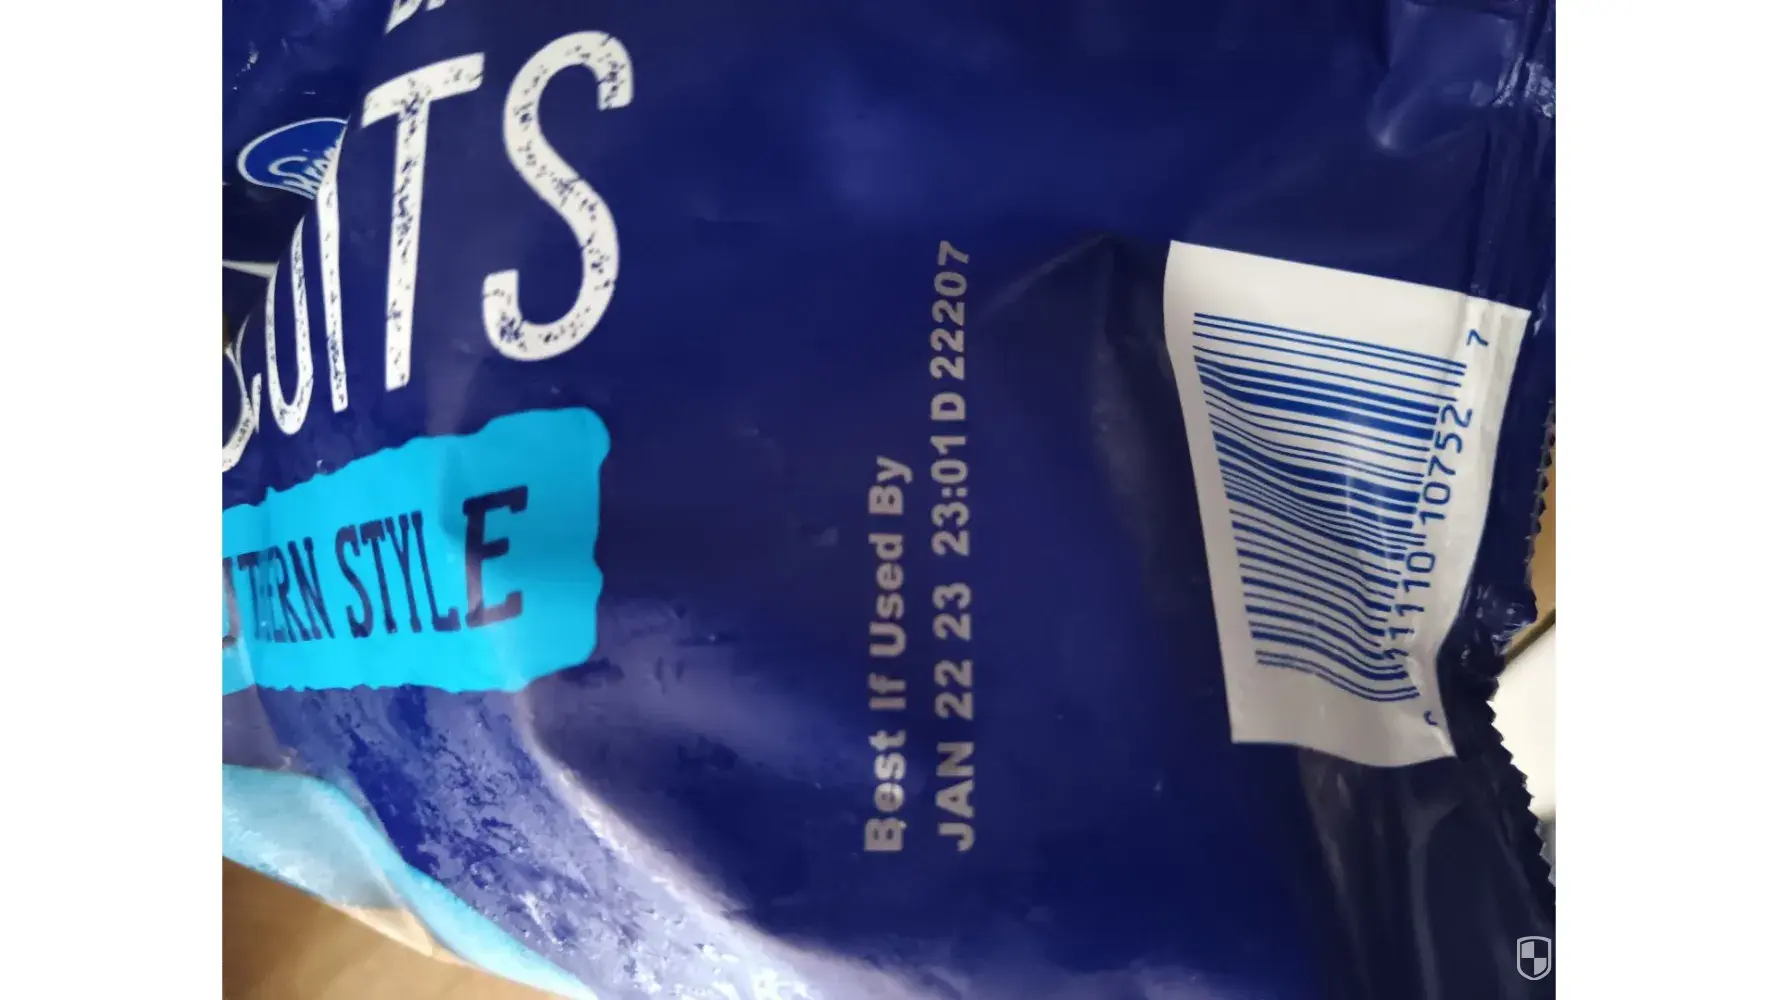 UITS
THERN STYLE
Best If Used By
JAN 22 23 23:01 D 22207
11110 10752 7